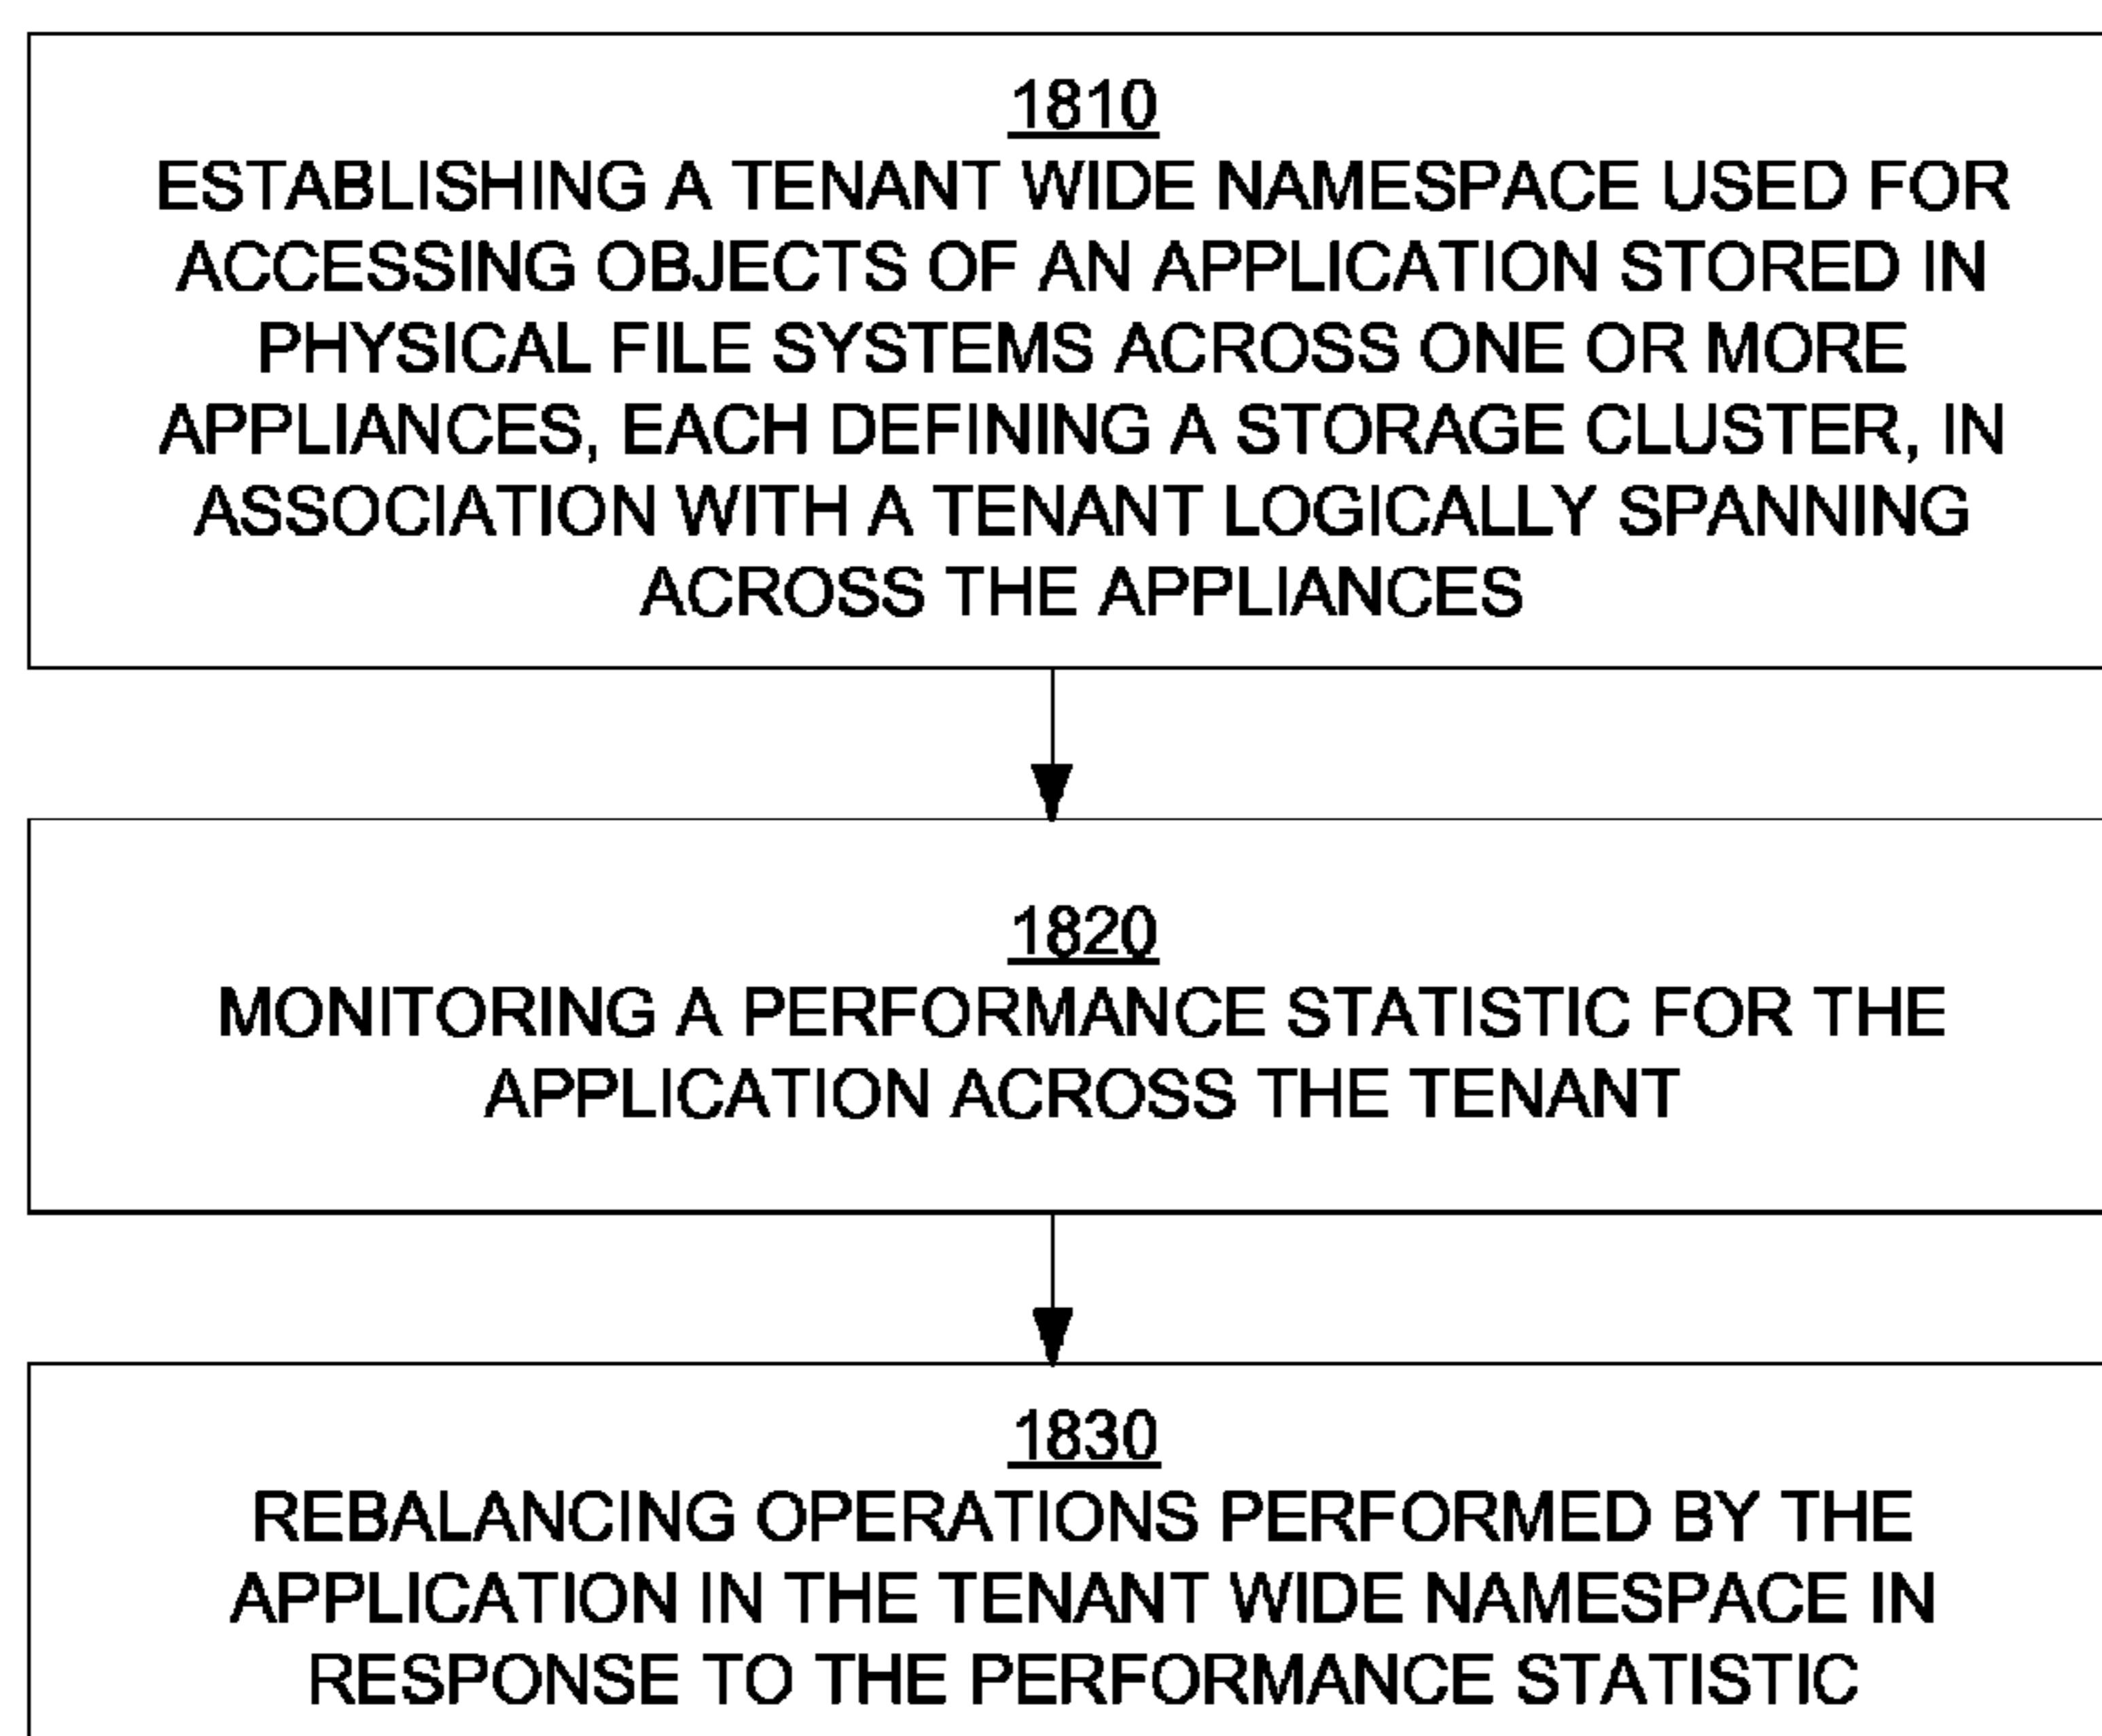 1810
ESTABLISHING A TENANT WIDE NAMESPACE USED FOR
ACCESSING OBJECTS OF AN APPLICATION STORED IN
PHYSICAL FILE SYSTEMS ACROSS ONE OR MORE
APPLIANCES, EACH DEFINING A STORAGE CLUSTER, IN
ASSOCIATION WITH A TENANT LOGICALLY SPANNING
ACROSS THE APPLIANCES
1820
MONITORING A PERFORMANCE STATISTIC FOR THE
APPLICATION ACROSS THE TENANT
1830
REBALANCING OPERATIONS PERFORMED BY THE
APPLICATION IN THE TENANT WIDE NAMESPACE IN
RESPONSE TO THE PERFORMANCE STATISTIC